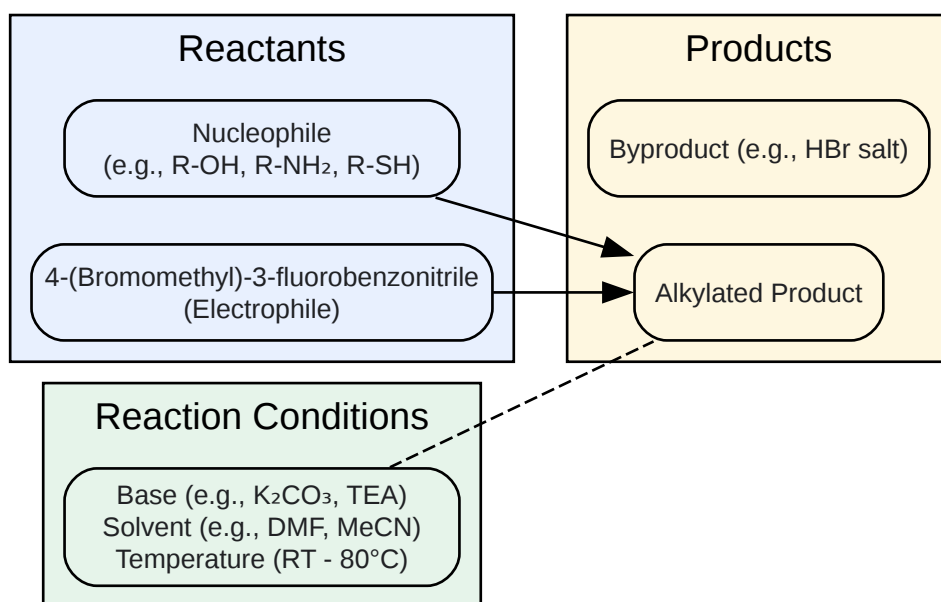 Reactants
Nucleophile
(e.g., R-OH, R-NH₂, R-SH)
4-(Bromomethyl)-3-fluorobenzonitrile
(Electrophile)
Products
Byproduct (e.g., HBr salt)
Alkylated Product
Reaction Conditions
Base (e.g., K₂CO₃, TEA)
Solvent (e.g., DMF, MeCN)
Temperature (RT - 80°C)